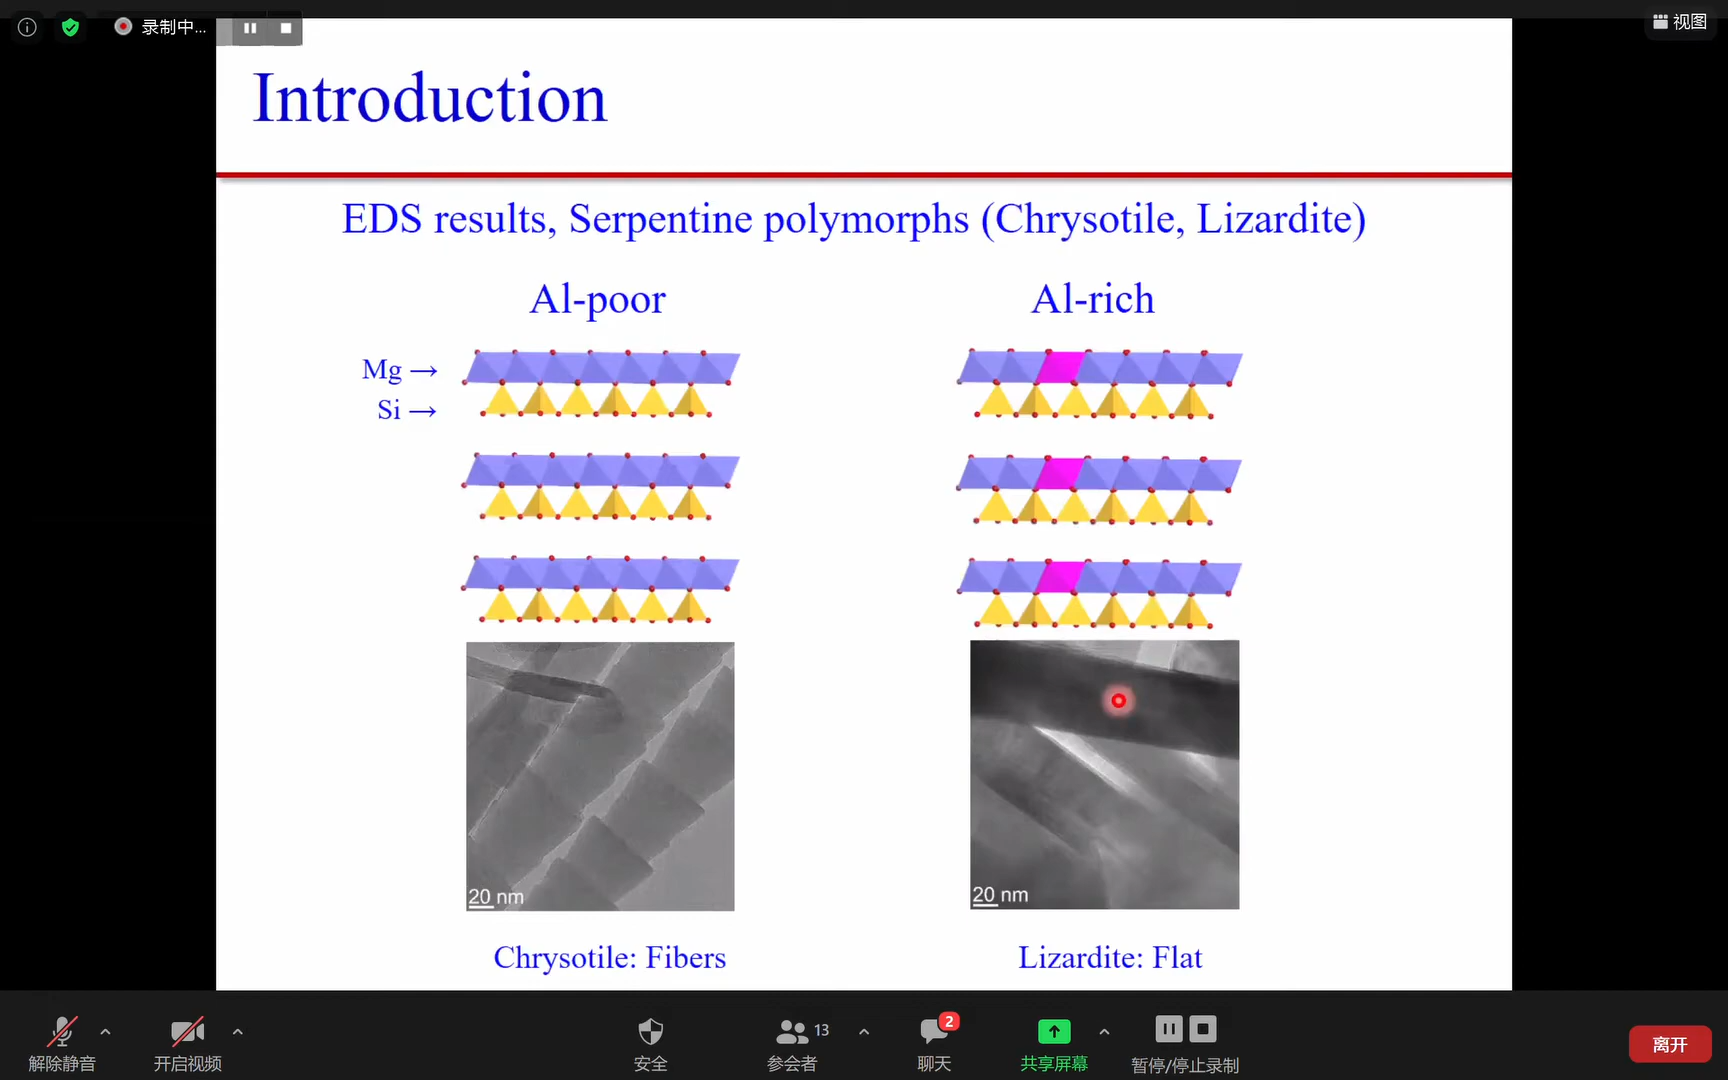 录制中...
视图
Introduction
EDS results, Serpentine polymorphs (Chrysotile, Lizardite)
Al-poor
Al-rich
Mg →
Si →
20 nm
20 nm
Chrysotile: Fibers
Lizardite: Flat
解除静音
开启视频
安全
13
参会者
2
聊天
共享屏幕
暂停/停止录制
离开